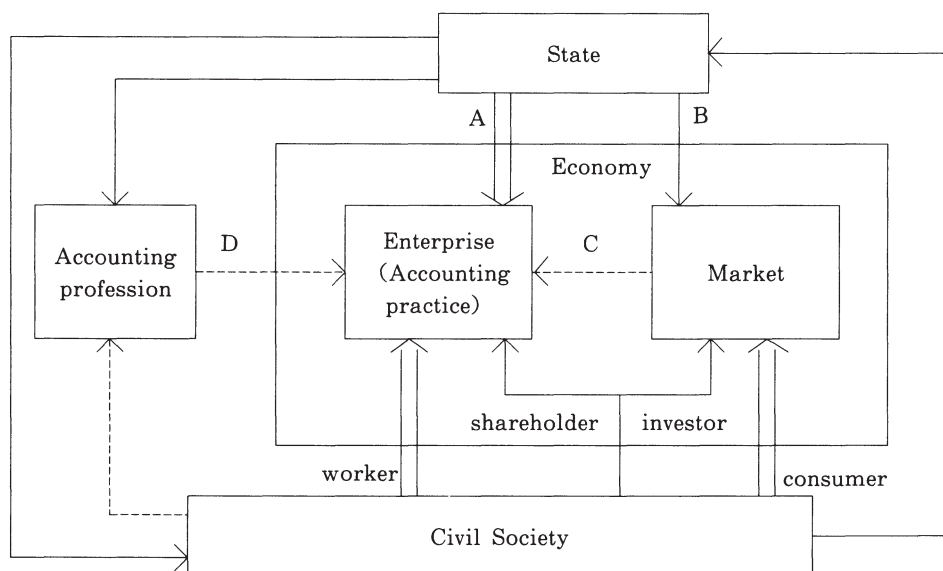 State
A
B
Economy
Accounting
profession
D
Enterprise
(Accounting
practice)
C
Market
shareholder
investor
worker
consumer
Civil Society